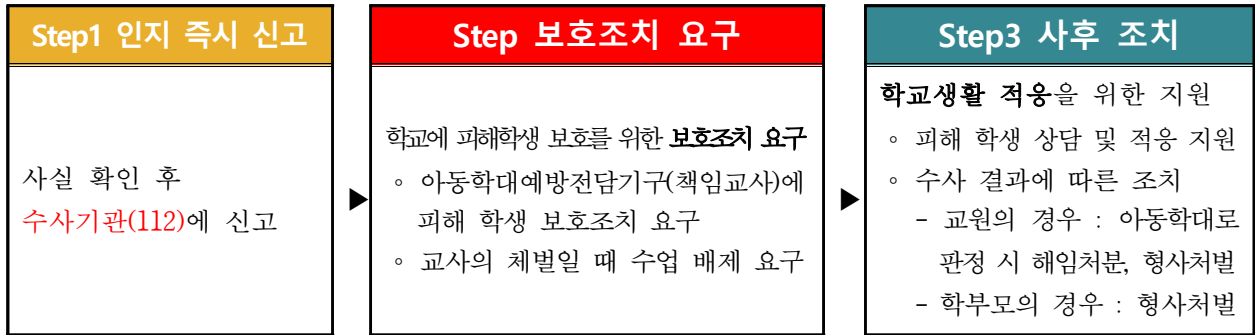 Step1 인지 즉시 신고
사실 확인 후
수사기관(112)에 신고
▶
Step 보호조치 요구
학교에 피해학생 보호를 위한 보호조치 요구
◦ 아동학대예방전담기구(책임교사)에
피해 학생 보호조치 요구
◦ 교사의 체벌일 때 수업 배제 요구
▶
Step3 사후 조치
학교생활 적응을 위한 지원
◦ 피해 학생 상담 및 적응 지원
◦ 수사 결과에 따른 조치
- 교원의 경우 : 아동학대로
판정 시 해임처분, 형사처벌
- 학부모의 경우 : 형사처벌